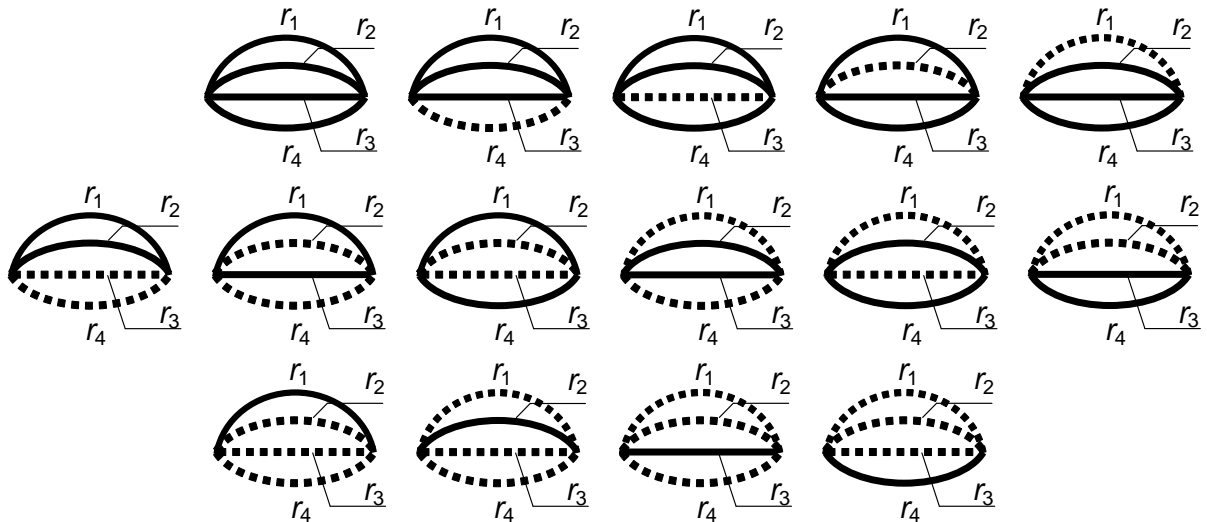 r1 r2 r1 r2 r1 r2 r1 r2 r1 r2
r4 r3 r4 r3 r4 r3 r4 r3 r4 r3
r1 r2 r1 r2 r1 r2 r1 r2 r1 r2 r1 r2
r4 r3 r4 r3 r4 r3 r4 r3 r4 r3 r4 r3
r1 r2 r1 r2 r1 r2 r1 r2
r4 r3 r4 r3 r4 r3 r4 r3